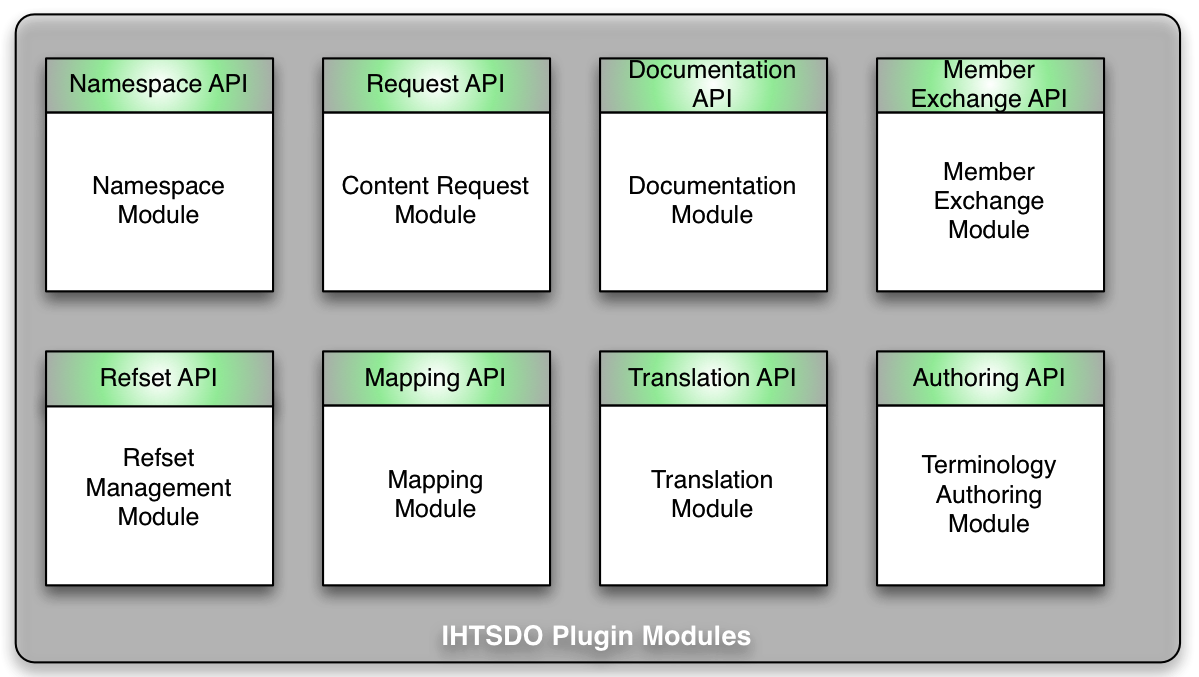 Namespace API
Request API
Documentation
API
Member
Exchange API
Namespace
Module
Content Request
Module
Documentation
Module
Member
Exchange
Module
Refset API
Mapping API
Translation API
Authoring API
Refset
Management
Module
Mapping
Module
Translation
Module
Terminology
Authoring
Module
IHTSDO Plugin Modules